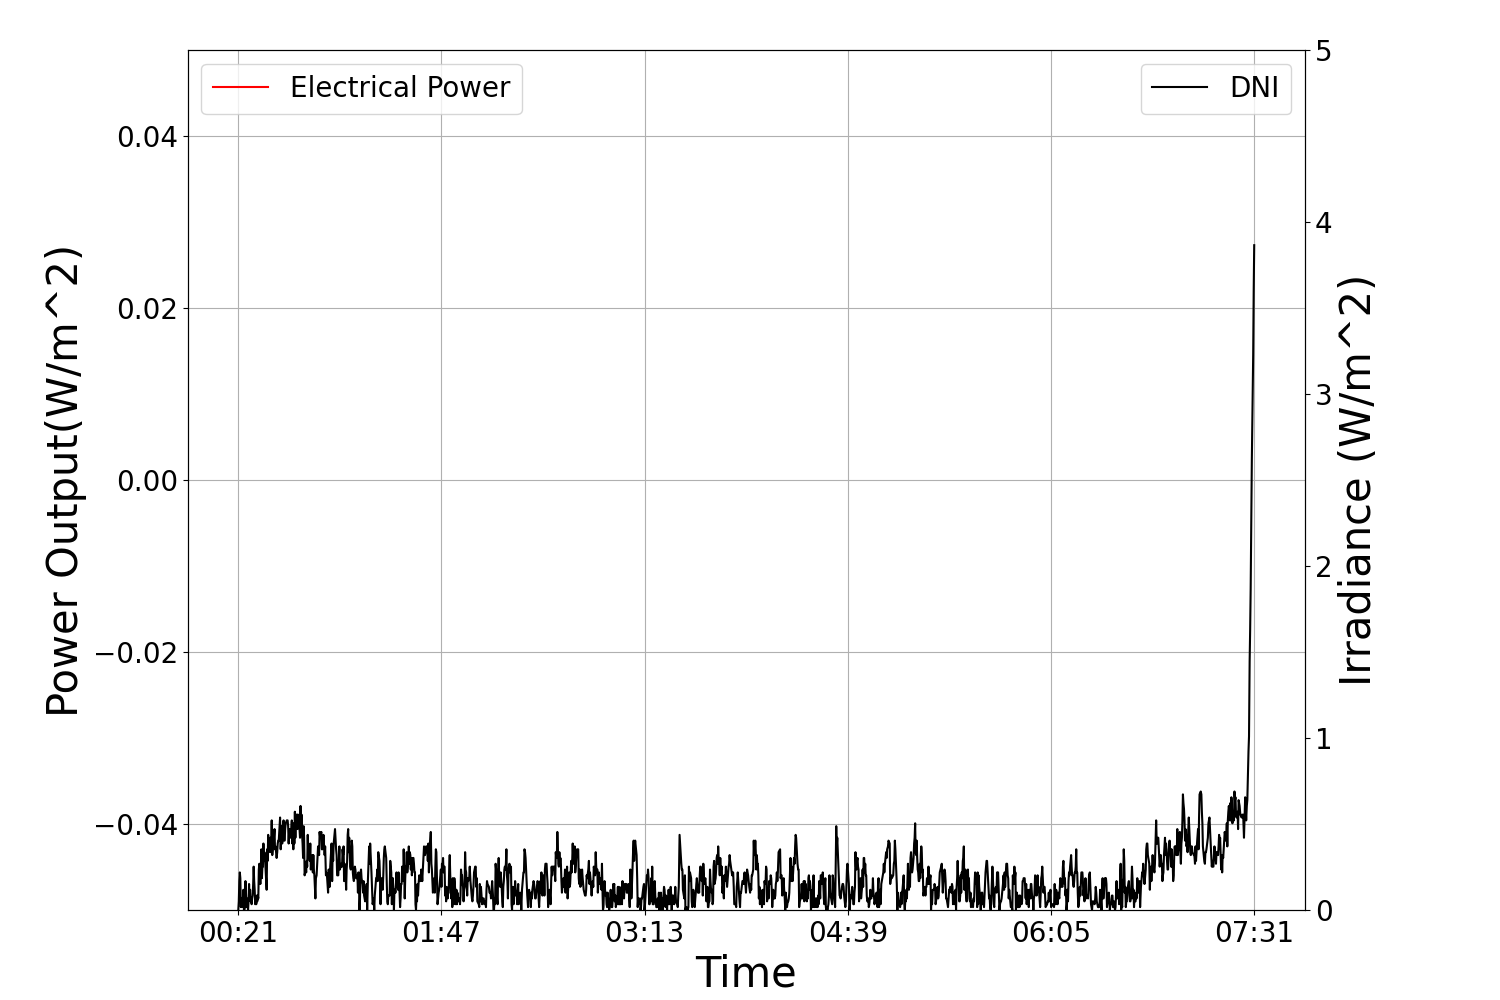 Electrical Power
DNI
0.04
0.02
0.00
−0.02
−0.04
Power Output(W/m^2)
5
4
3
2
1
0
Irradiance (W/m^2)
00:21 01:47 03:13 04:39 06:05 07:31
Time